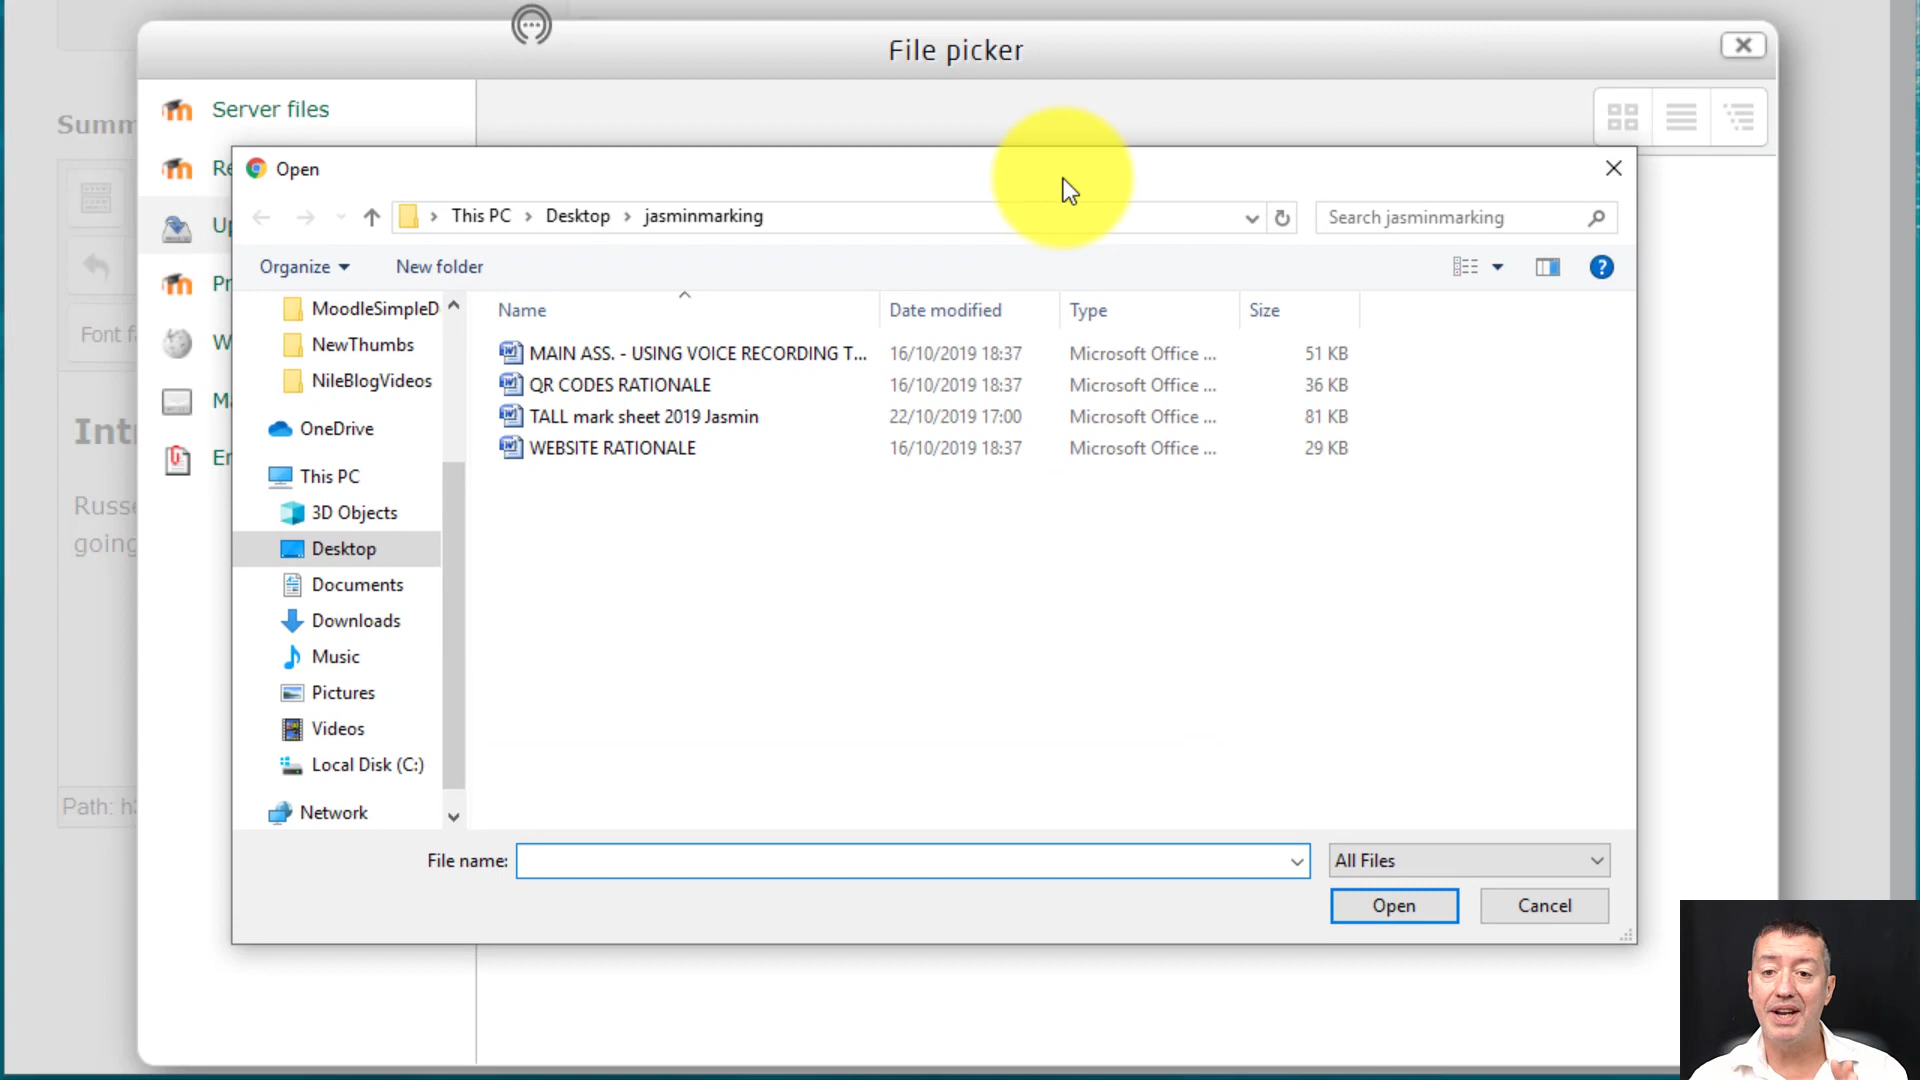 File picker
Server files
Summ
Re
Open
This PC
Desktop
jasminmarking
Search jasminmarking
Up
Organize
New folder
Pr
MoodleSimpleD
Name
Date modified
Type
Size
Font fa
W
NewThumbs
MAIN ASS. - USING VOICE RECORDING T... 16/10/2019 18:37 Microsoft Office ... 51 KB
NileBlogVideos
QR CODES RATIONALE 16/10/2019 18:37 Microsoft Office ... 36 KB
Ma
TALL mark sheet 2019 Jasmin 22/10/2019 17:00 Microsoft Office ... 81 KB
OneDrive
WEBSITE RATIONALE 16/10/2019 18:37 Microsoft Office ... 29 KB
Intr
En
This PC
Russe
3D Objects
going
Desktop
Documents
Downloads
Music
Pictures
Videos
Local Disk (C:)
Path: h
Network
File name:
All Files
Open
Cancel